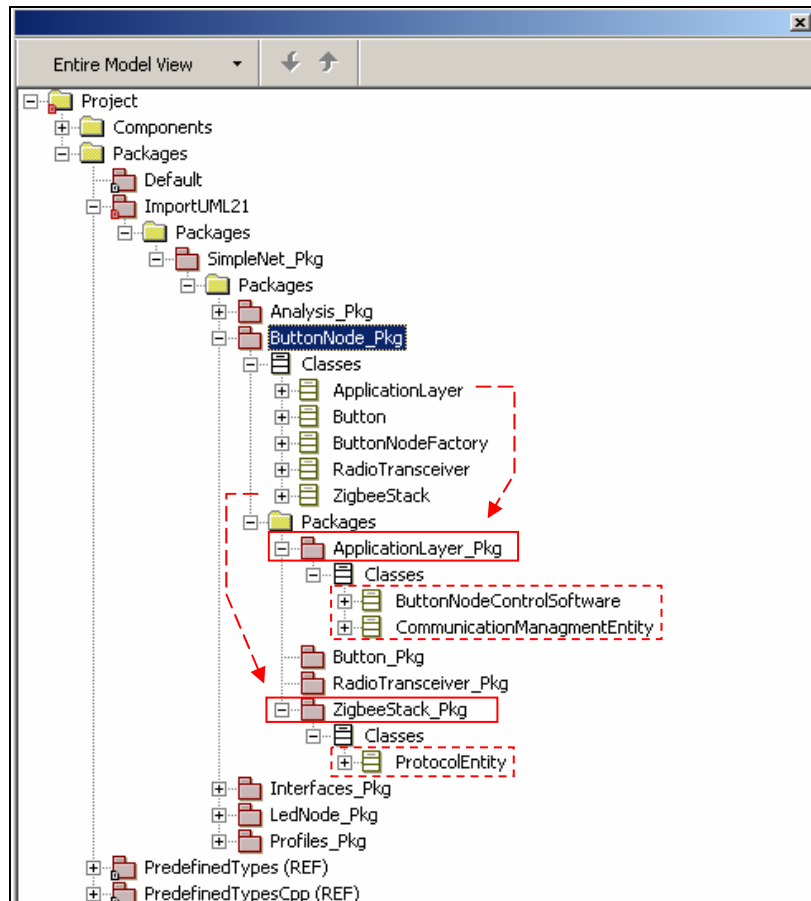 Entire Model View
Project
Components
Packages
Default
ImportUML21
Packages
SimpleNet_Pkg
Packages
Analysis_Pkg
ButtonNode_Pkg
Classes
ApplicationLayer
Button
ButtonNodeFactory
RadioTransceiver
ZigbeeStack
Packages
ApplicationLayer_Pkg
Classes
ButtonNodeControlSoftware
CommunicationManagmentEntity
Button_Pkg
RadioTransceiver_Pkg
ZigbeeStack_Pkg
Classes
ProtocolEntity
Interfaces_Pkg
LedNode_Pkg
Profiles_Pkg
PredefinedTypes (REF)
PredefinedTypesCpp (REF)